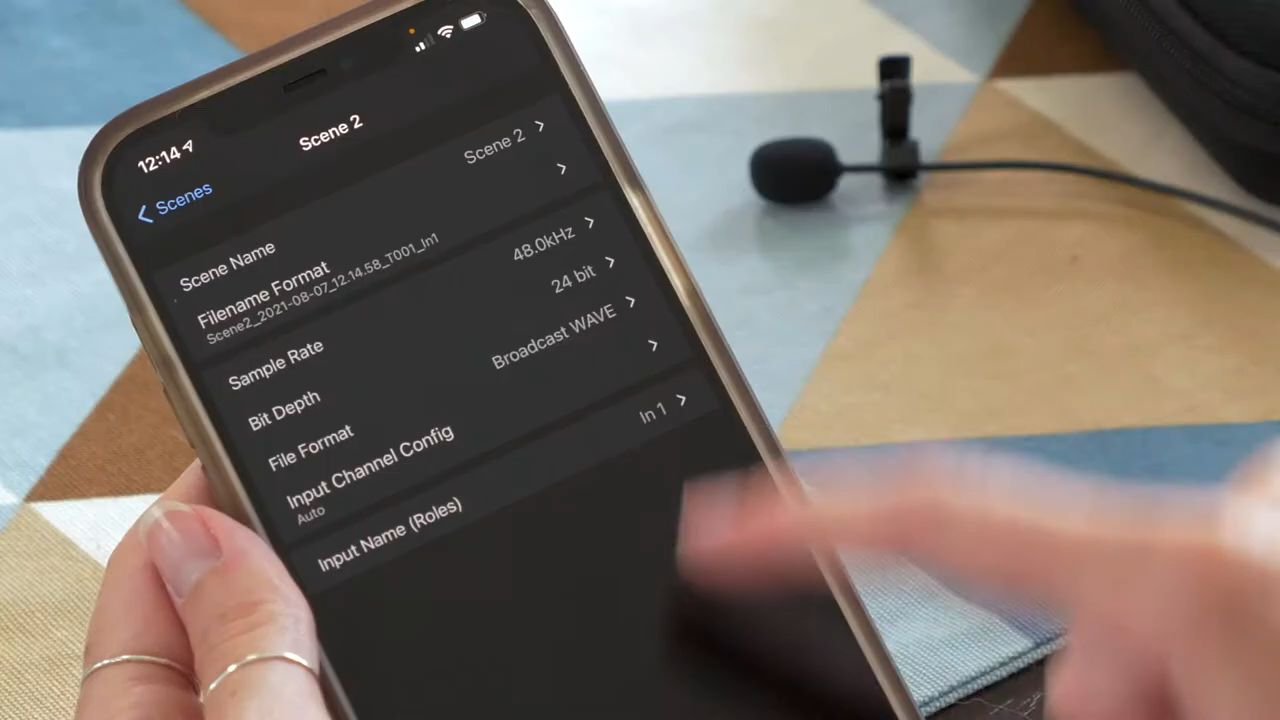 12:14
Scene 2
Scenes
Scene Name Scene 2
Filename Format
Scene2_2021-08-07_12.14.58_T001_In1
Sample Rate 48.0kHz
Bit Depth 24 bit
File Format Broadcast WAVE
Input Channel Config
Auto
Input Name (Roles) In 1